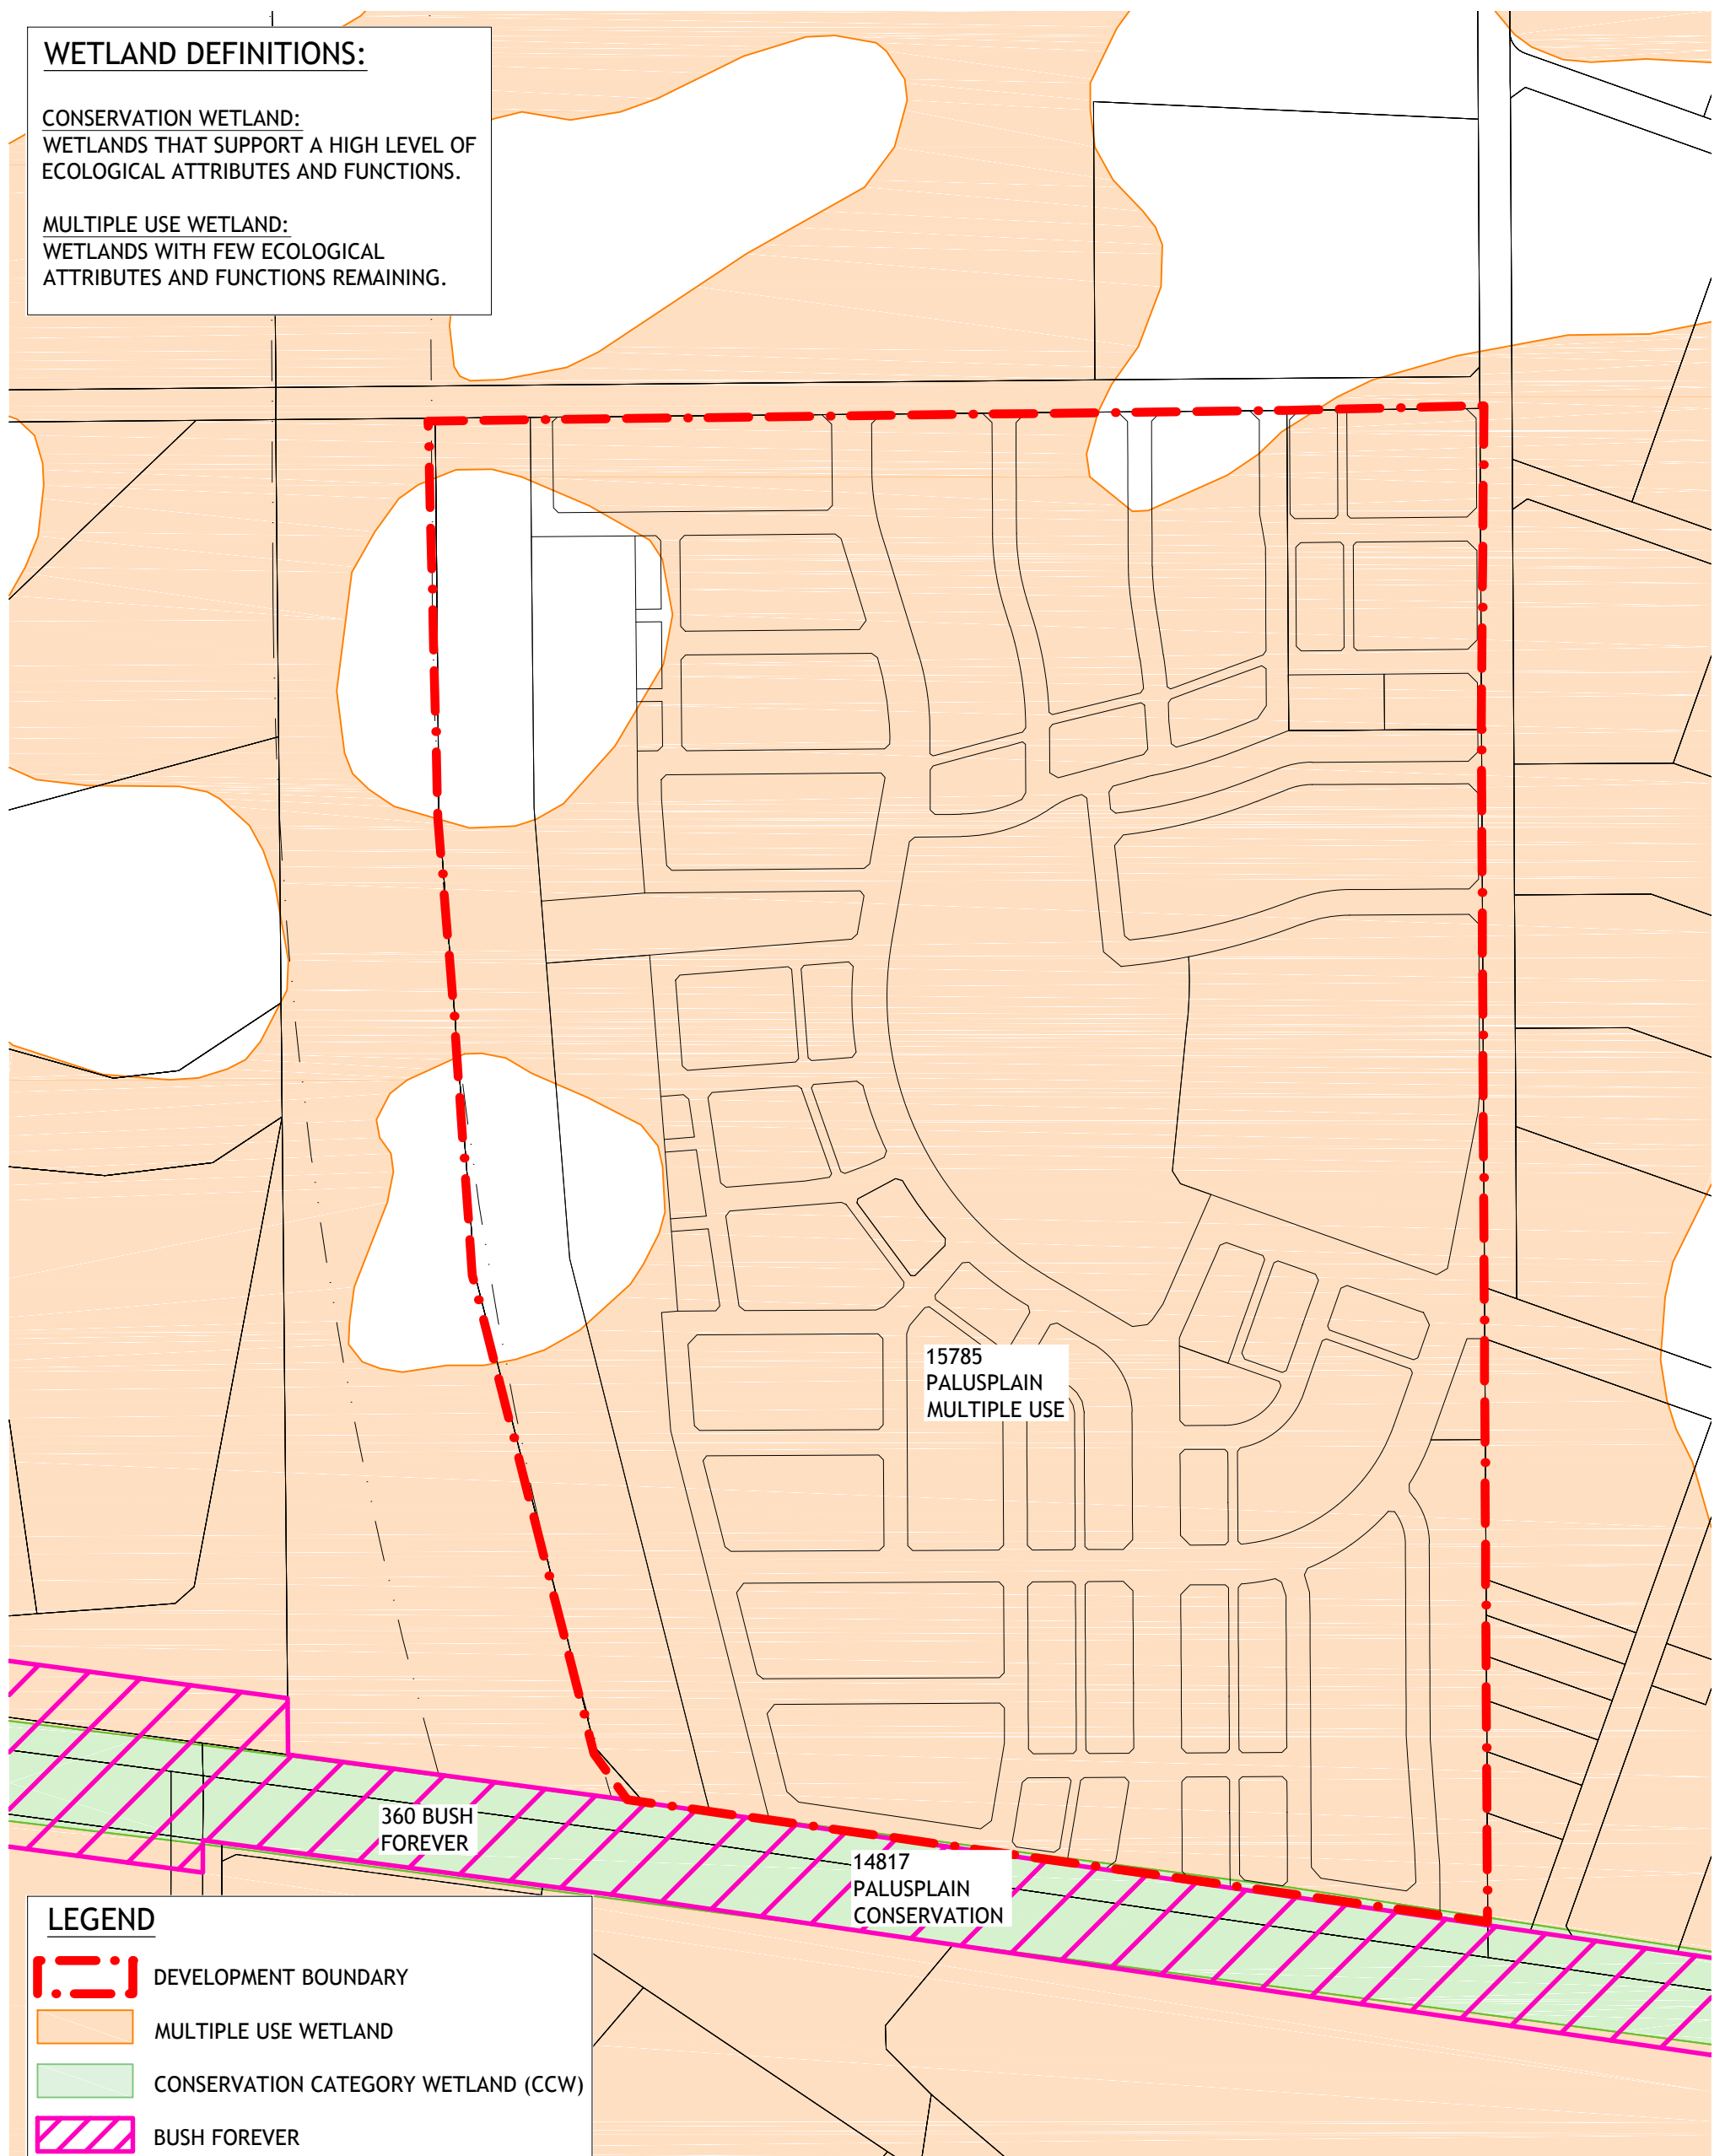 WETLAND DEFINITIONS:
CONSERVATION WETLAND:
WETLANDS THAT SUPPORT A HIGH LEVEL OF
ECOLOGICAL ATTRIBUTES AND FUNCTIONS.
MULTIPLE USE WETLAND:
WETLANDS WITH FEW ECOLOGICAL
ATTRIBUTES AND FUNCTIONS REMAINING.
15785
PALUSPLAIN
MULTIPLE USE
360 BUSH
FOREVER
14817
PALUSPLAIN
CONSERVATION
LEGEND
DEVELOPMENT BOUNDARY
MULTIPLE USE WETLAND
CONSERVATION CATEGORY WETLAND (CCW)
BUSH FOREVER